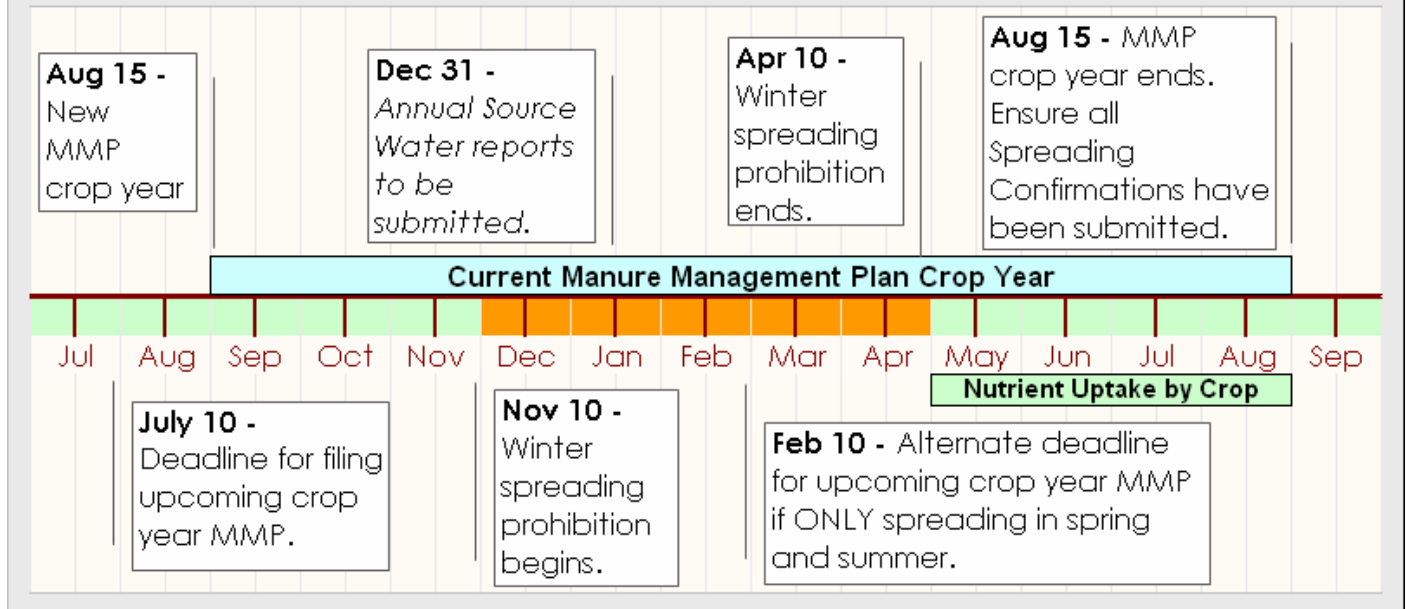 Aug 15 -
New
MMP
crop year
Dec 31 -
Annual Source
Water reports
to be
submitted.
Apr 10 -
Winter
spreading
prohibition
ends.
Aug 15 - MMP
crop year ends.
Ensure all
Spreading
Confirmations have
been submitted.
Current Manure Management Plan Crop Year
Jul Aug Sep Oct Nov Dec Jan Feb Mar Apr May Jun Jul Aug Sep
Nutrient Uptake by Crop
July 10 -
Deadline for filing
upcoming crop
year MMP.
Nov 10 -
Winter
spreading
prohibition
begins.
Feb 10 - Alternate deadline
for upcoming crop year MMP
if ONLY spreading in spring
and summer.